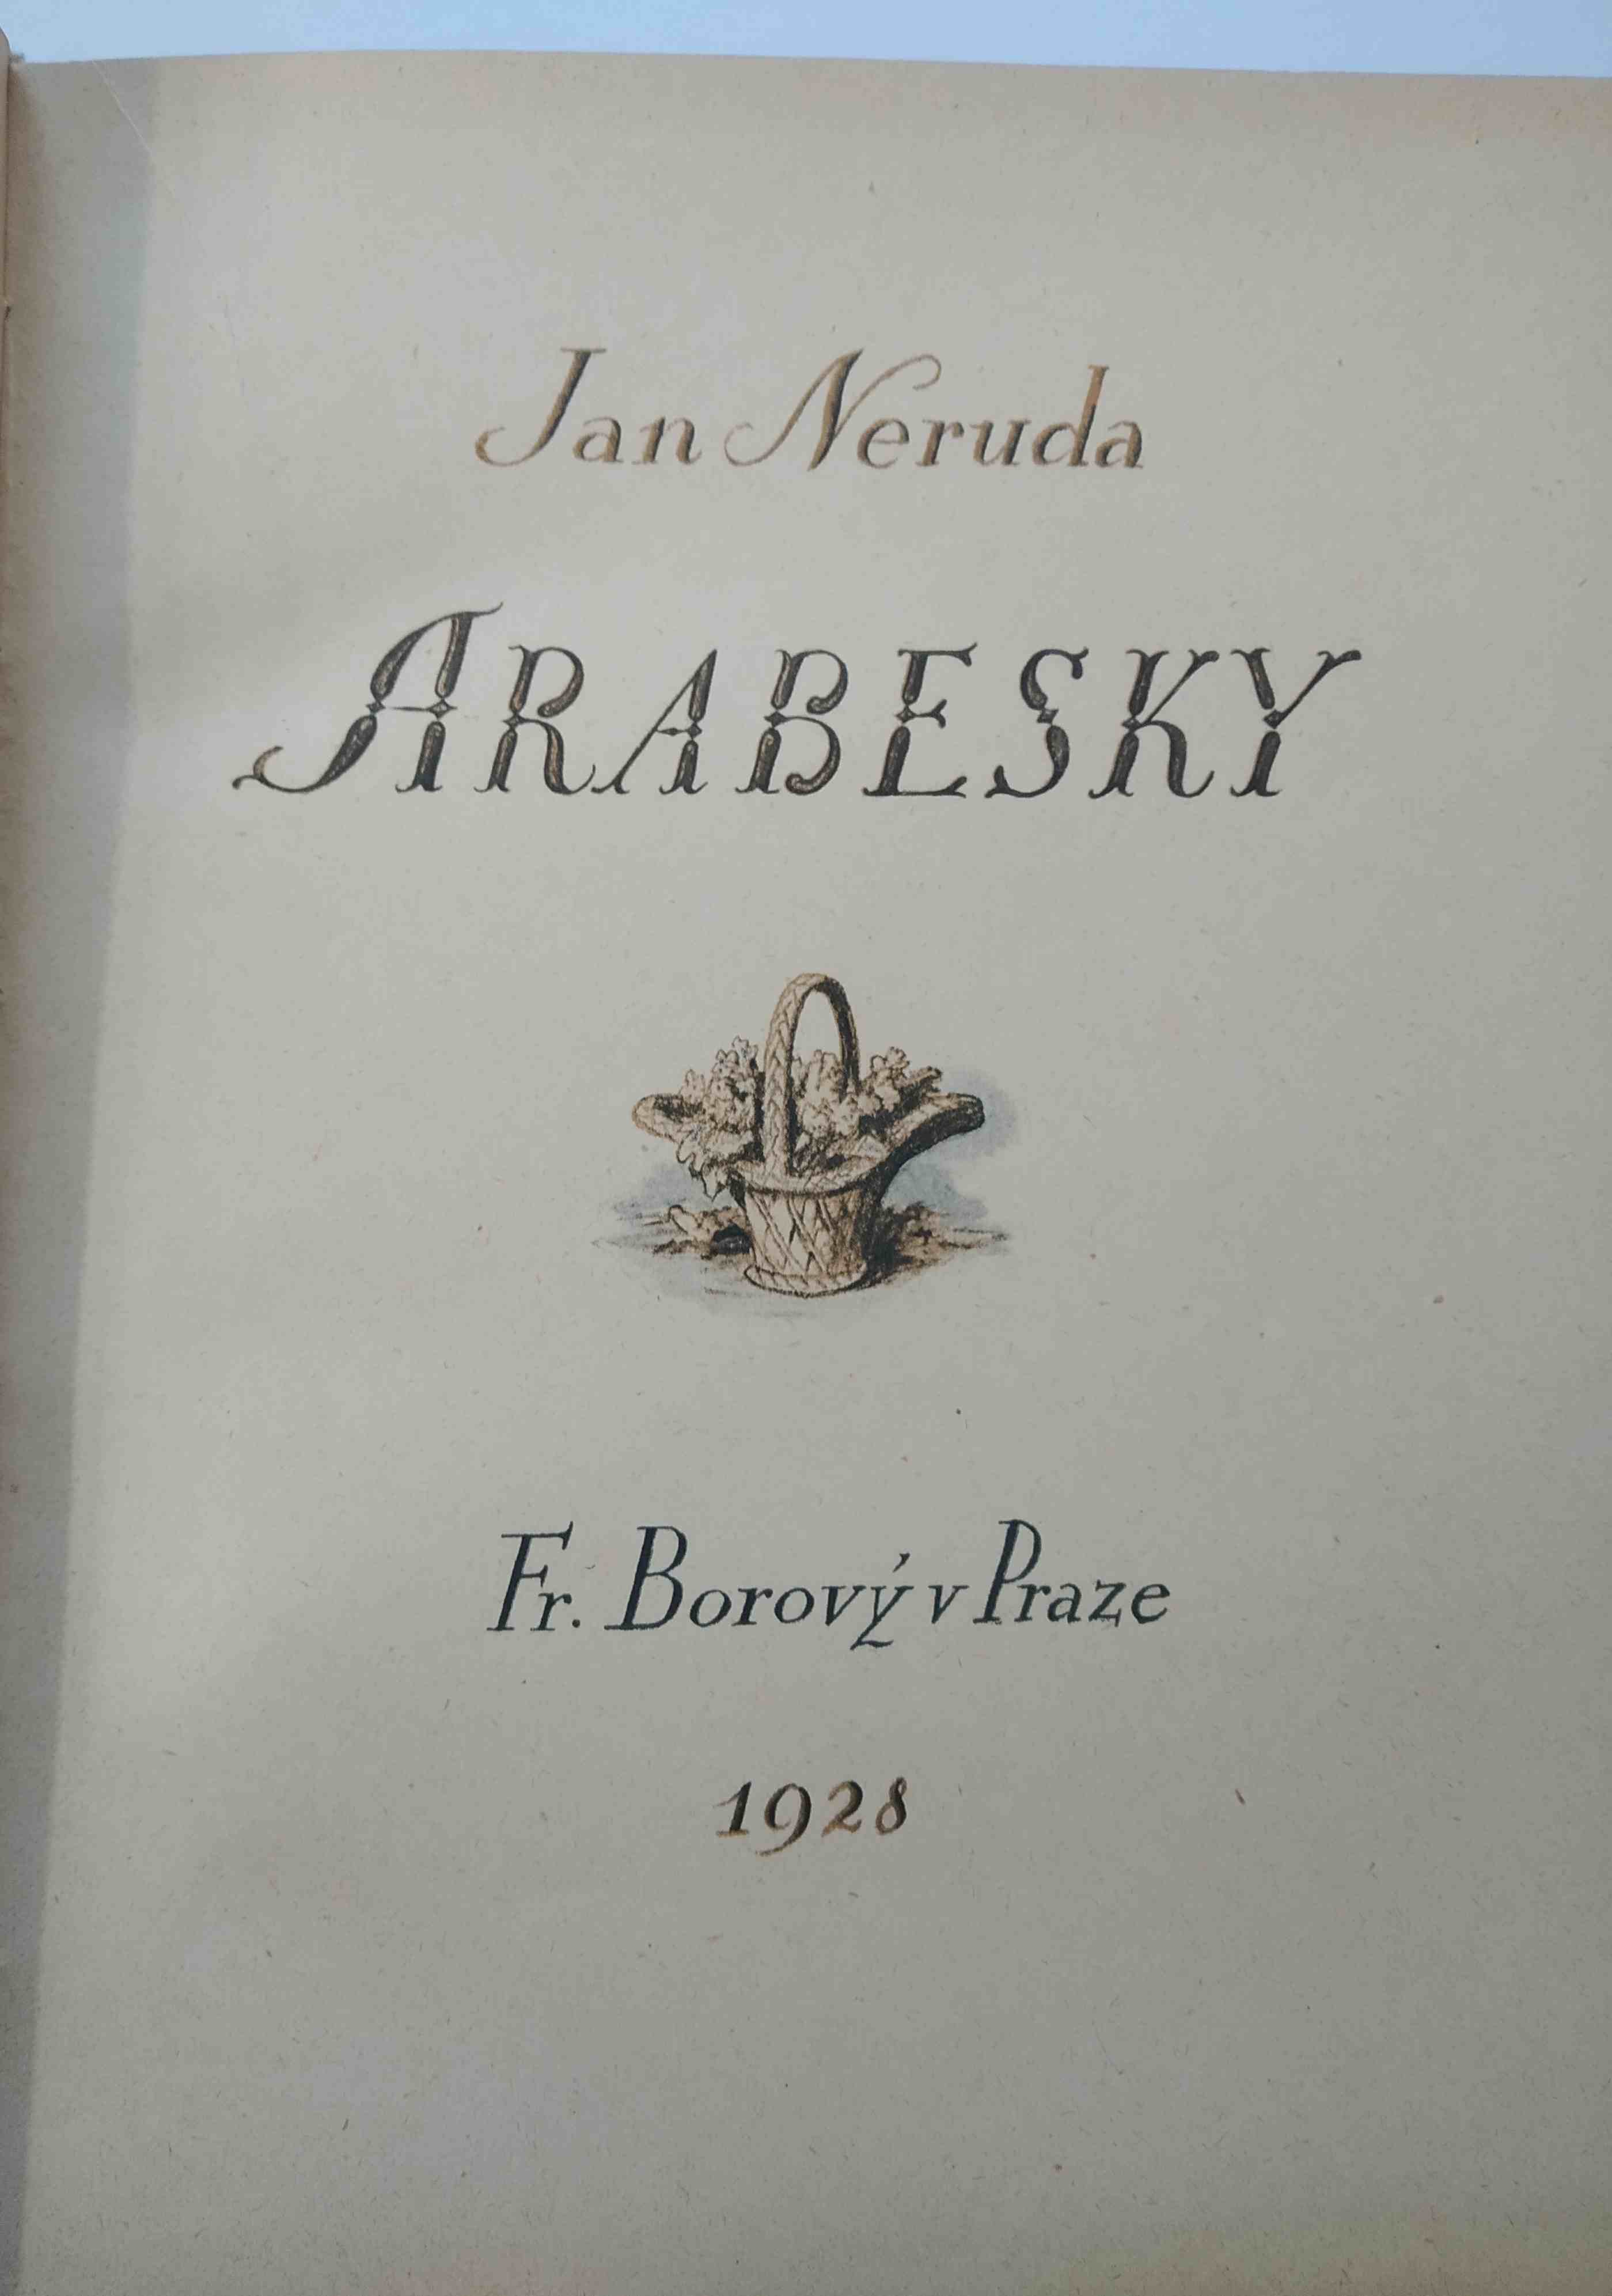 Jan Neruda
ARABESKY
Fr. Borový v Praze
1928